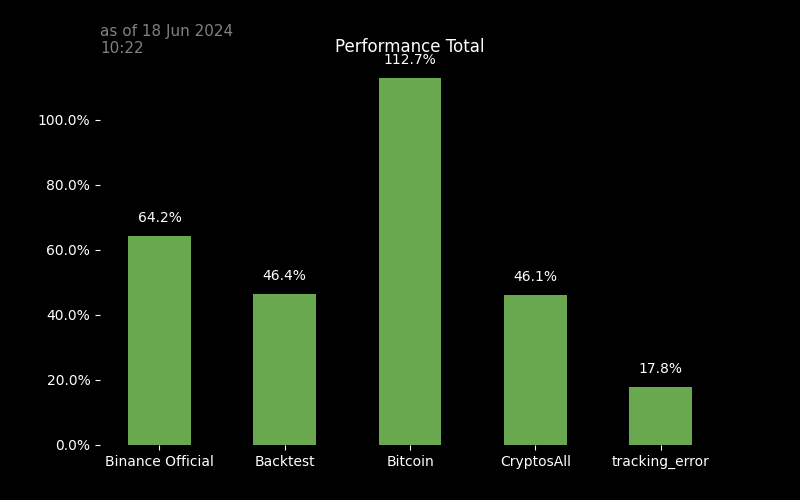 as of 18 Jun 2024
10:22
Performance Total
112.7%
100.0%
80.0%
64.2%
60.0%
46.4%
46.1%
40.0%
20.0%
17.8%
0.0%
Binance Official
Backtest
Bitcoin
CryptosAll
tracking_error